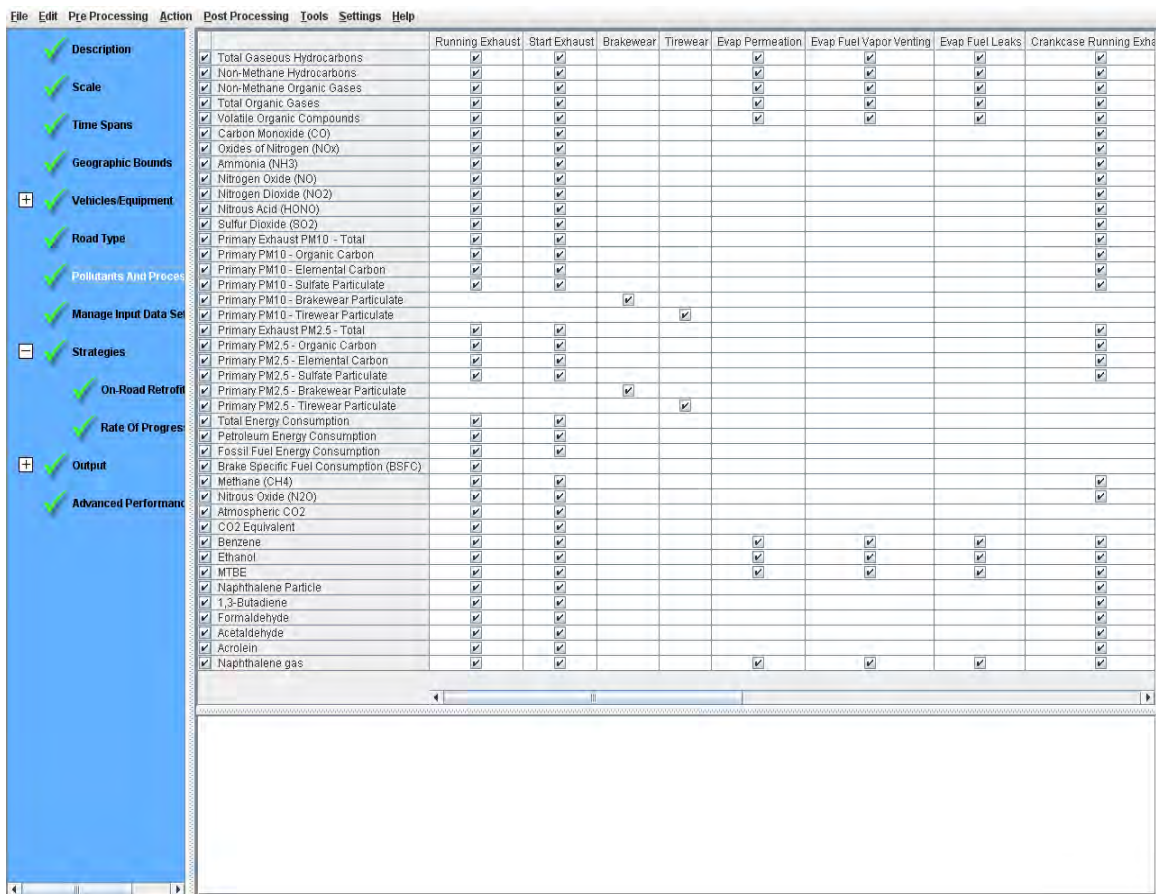 File Edit Pre Processing Action Post Processing Tools Settings Help
Description
Scale
Time Spans
Geographic Bounds
Vehicles/Equipment
Road Type
Pollutants And Proces
Manage Input Data Set
Strategies
On-Road Retrofit
Rate Of Progress
Output
Advanced Performanc
Running Exhaust Start Exhaust Brakewear Tirewear Evap Permeation Evap Fuel Vapor Venting Evap Fuel Leaks Crankcase Running Exha
Total Gaseous Hydrocarbons
Non-Methane Hydrocarbons
Non-Methane Organic Gases
Total Organic Gases
Volatile Organic Compounds
Carbon Monoxide (CO)
Oxides of Nitrogen (NOx)
Ammonia (NH3)
Nitrogen Oxide (NO)
Nitrogen Dioxide (NO2)
Nitrous Acid (HONO)
Sulfur Dioxide (SO2)
Primary Exhaust PM10 - Total
Primary PM10 - Organic Carbon
Primary PM10 - Elemental Carbon
Primary PM10 - Sulfate Particulate
Primary PM10 - Brakewear Particulate
Primary PM10 - Tirewear Particulate
Primary Exhaust PM2.5 - Total
Primary PM2.5 - Organic Carbon
Primary PM2.5 - Elemental Carbon
Primary PM2.5 - Sulfate Particulate
Primary PM2.5 - Brakewear Particulate
Primary PM2.5 - Tirewear Particulate
Total Energy Consumption
Petroleum Energy Consumption
Fossil Fuel Energy Consumption
Brake Specific Fuel Consumption (BSFC)
Methane (CH4)
Nitrous Oxide (N2O)
Atmospheric CO2
CO2 Equivalent
Benzene
Ethanol
MTBE
Naphthalene Particle
1,3-Butadiene
Formaldehyde
Acetaldehyde
Acrolein
Naphthalene gas